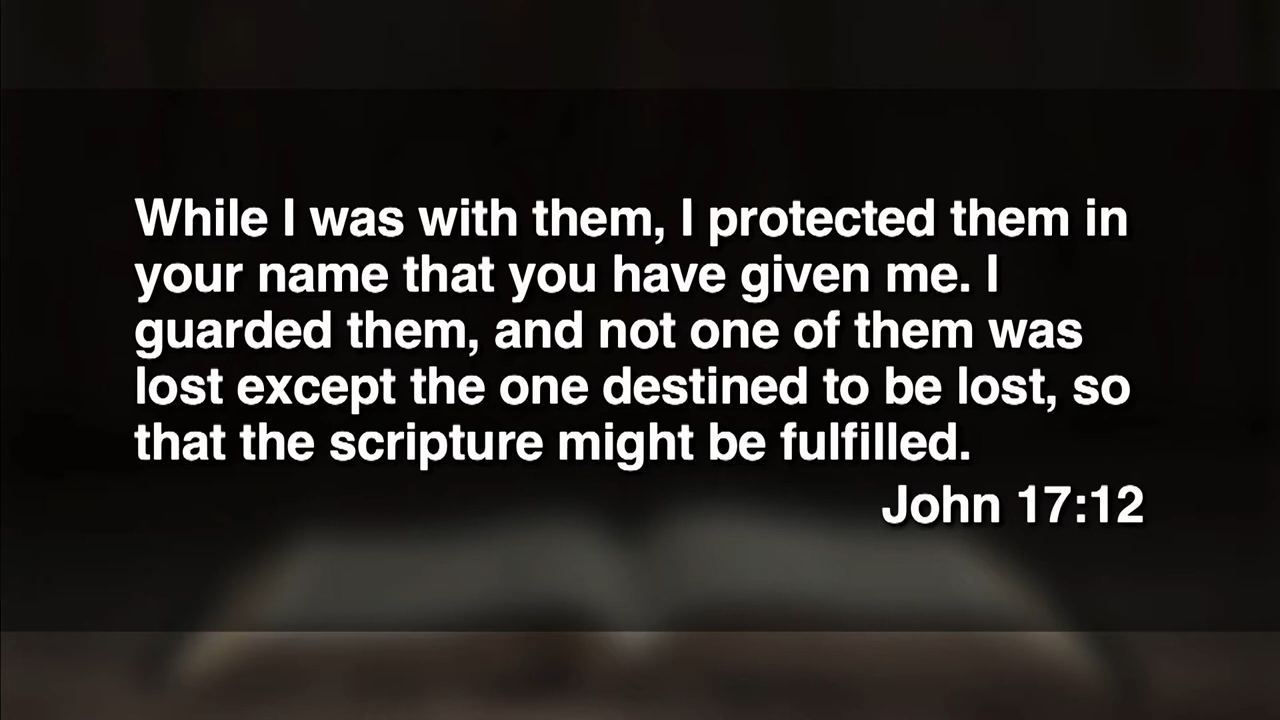 While I was with them, I protected them in
your name that you have given me. I
guarded them, and not one of them was
lost except the one destined to be lost, so
that the scripture might be fulfilled.
John 17:12